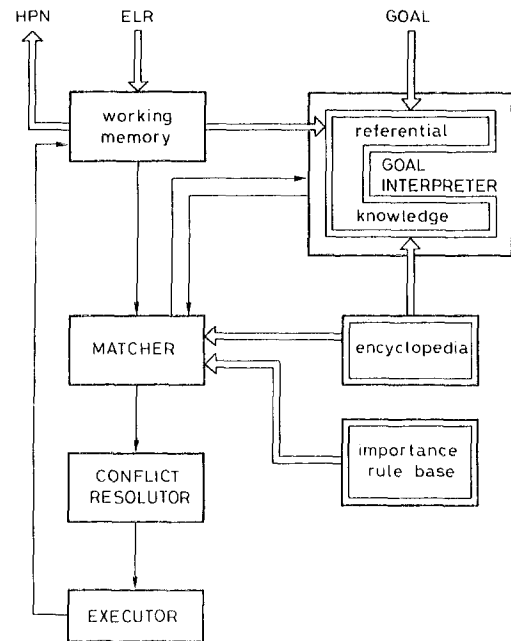 HPN
ELR
GOAL
working
memory
referential
GOAL
INTERPRETER
knowledge
MATCHER
encyclopedia
importance
rule base
CONFLICT
RESOLUTOR
EXECUTOR